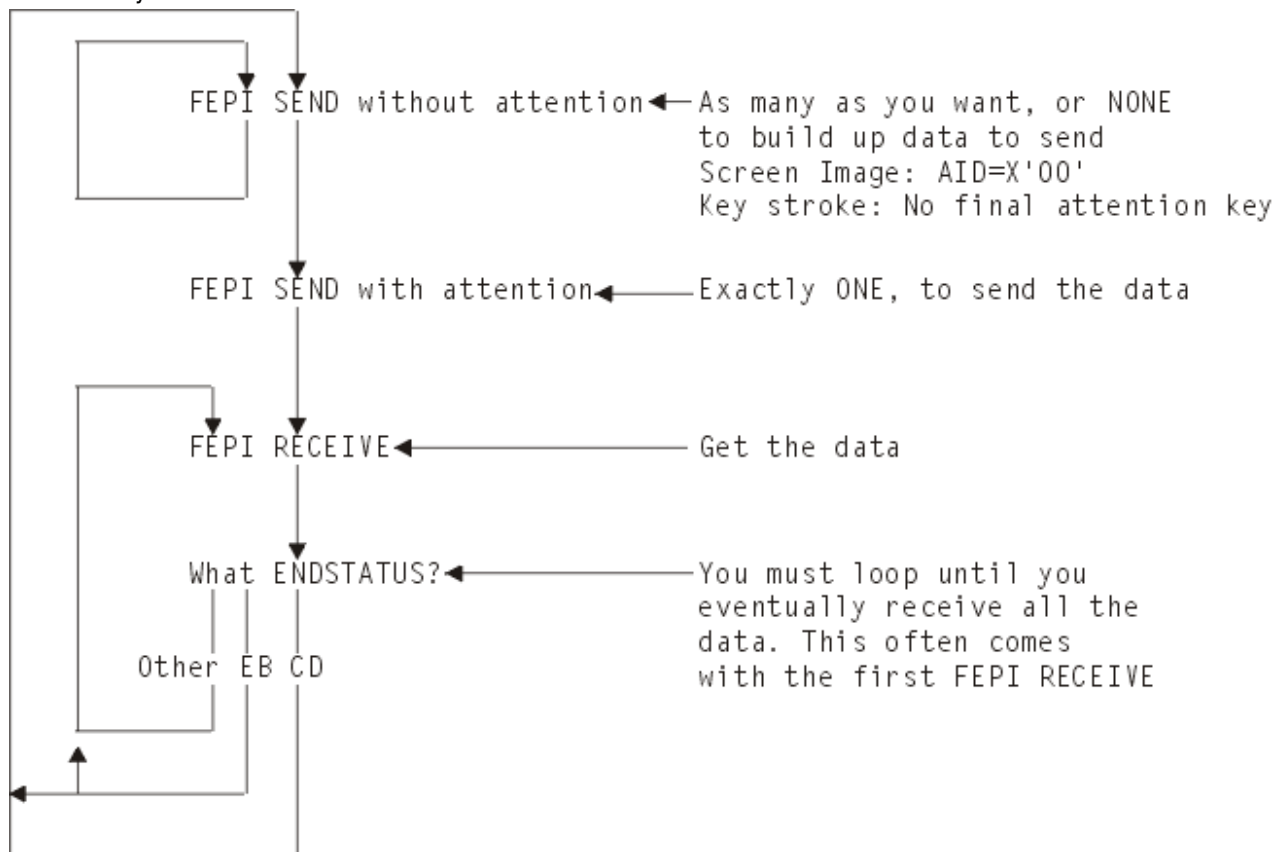 FEPI SEND without attention
As many as you want, or NONE
to build up data to send
Screen Image: AID=X'00'
Key stroke: No final attention key
FEPI SEND with attention
Exactly ONE, to send the data
FEPI RECEIVE
Get the data
What ENDSTATUS?
You must loop until you
eventually receive all the
data. This often comes
with the first FEPI RECEIVE
Other EB CD